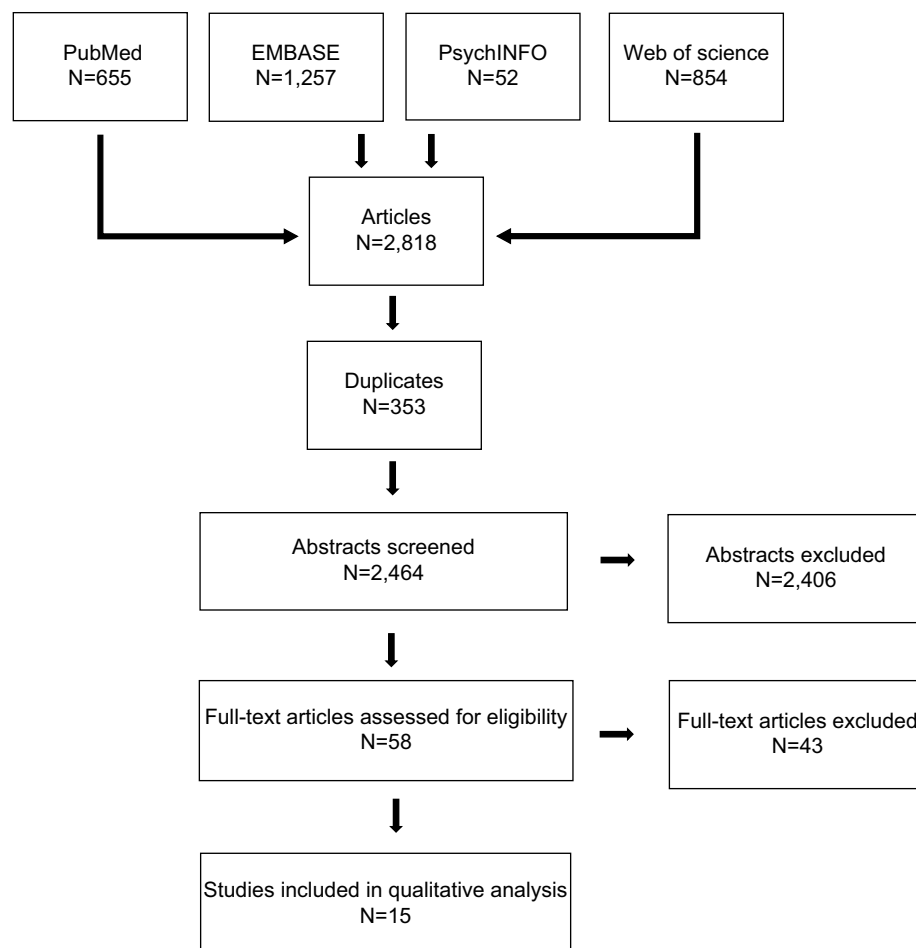 PubMed
N=655
EMBASE
N=1,257
PsychINFO
N=52
Web of science
N=854
Articles
N=2,818
Duplicates
N=353
Abstracts screened
N=2,464
Abstracts excluded
N=2,406
Full-text articles assessed for eligibility
N=58
Full-text articles excluded
N=43
Studies included in qualitative analysis
N=15